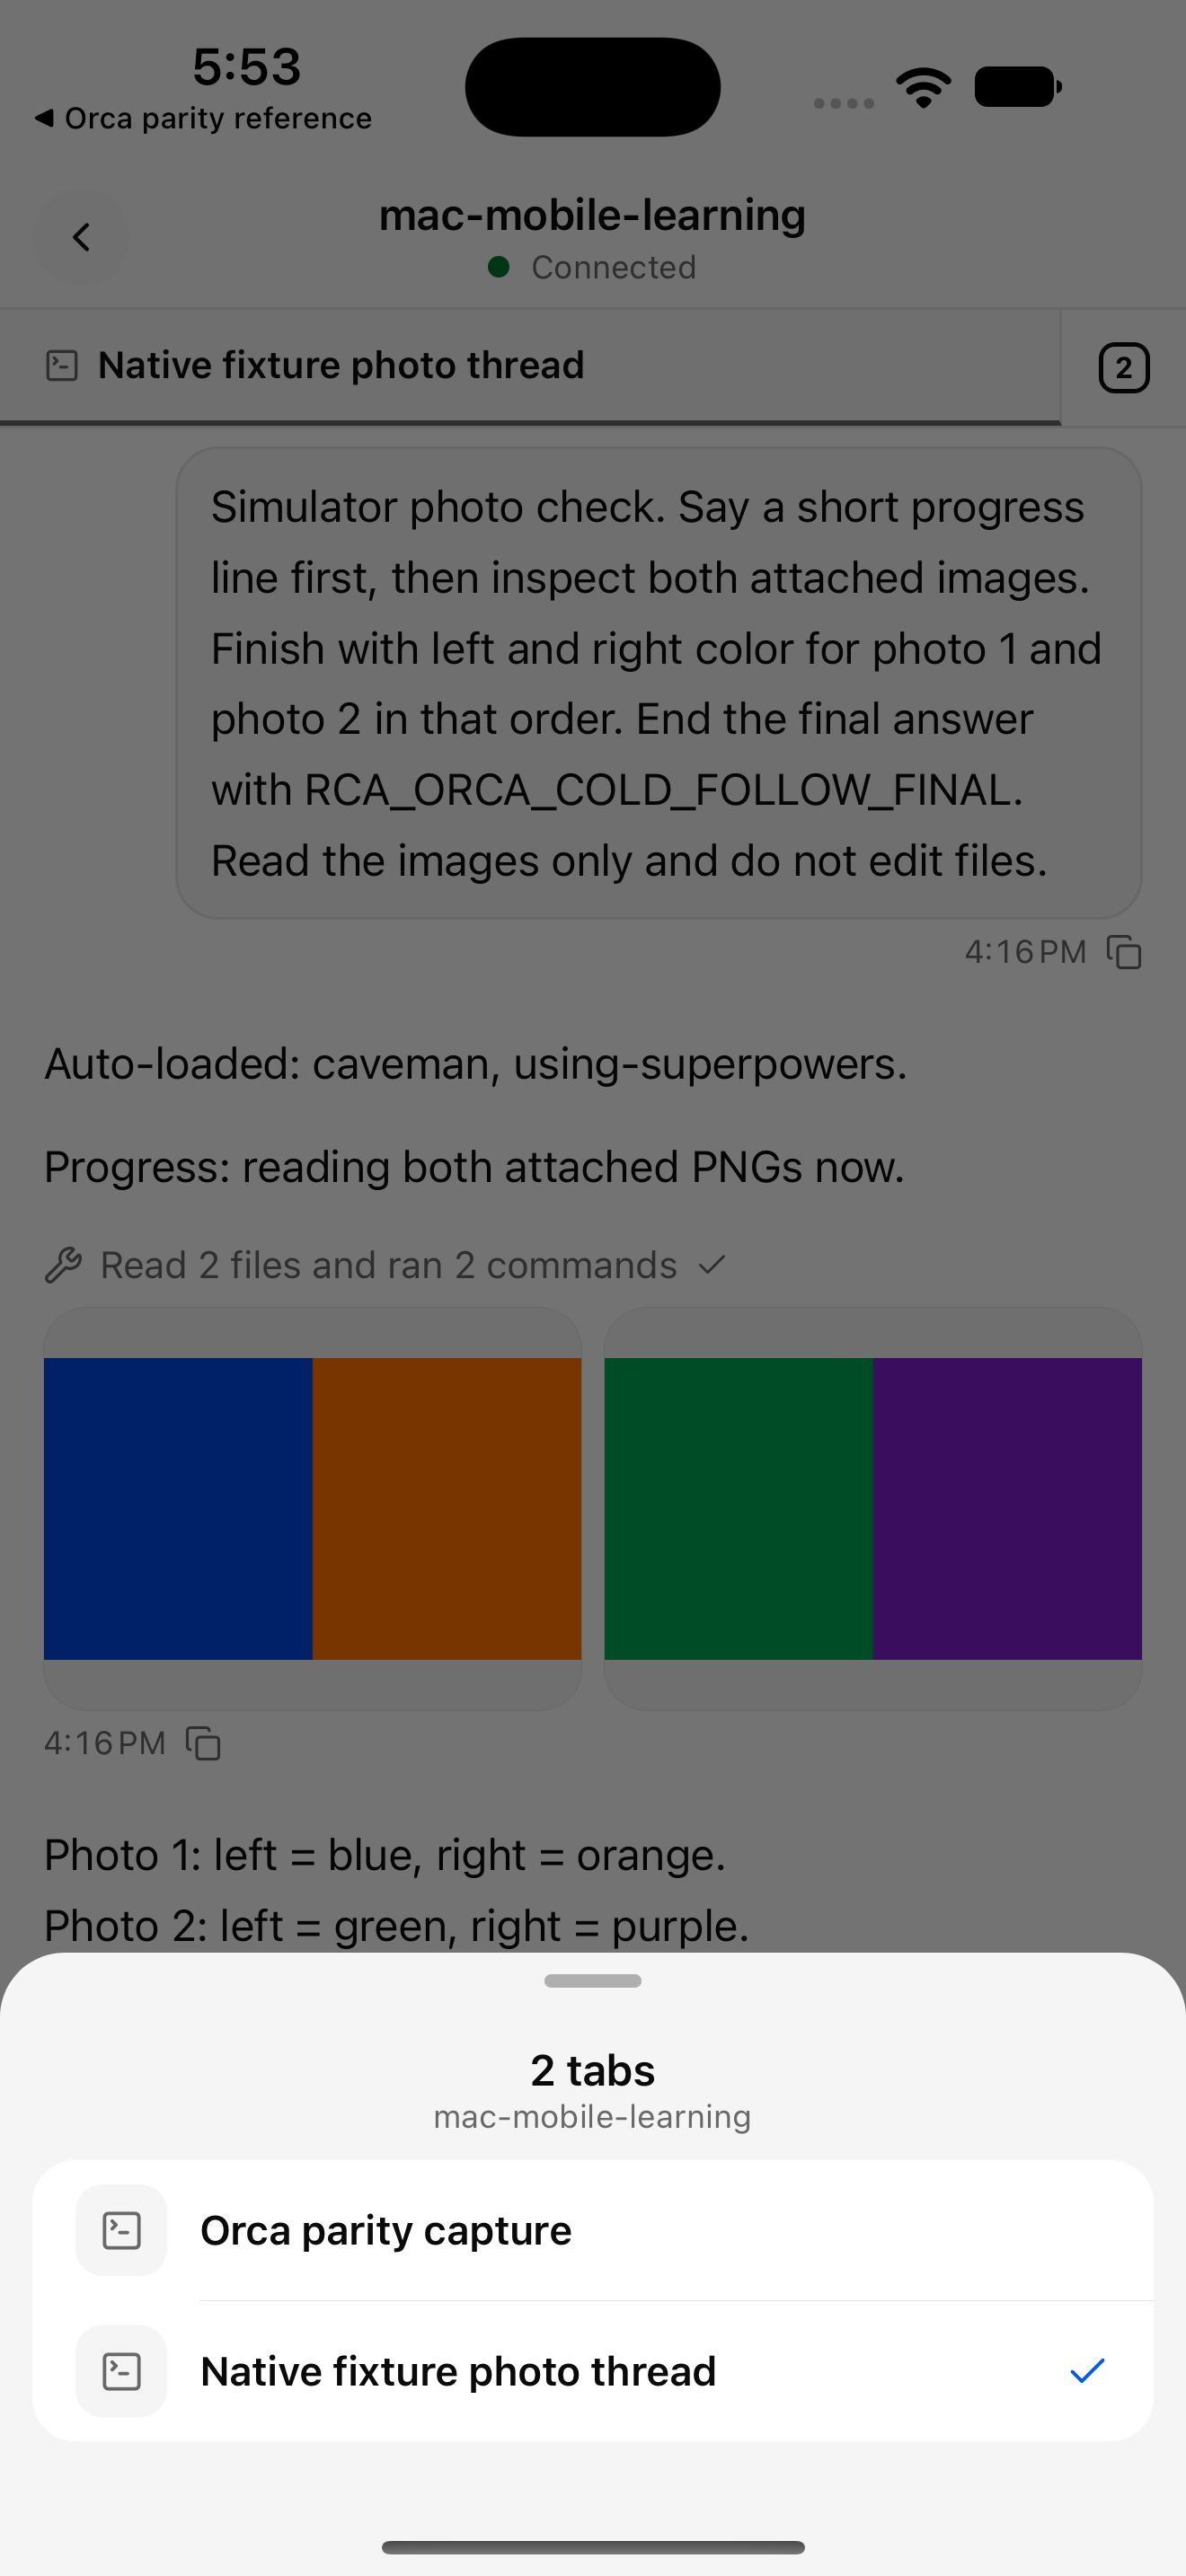 5:53
Orca parity reference
mac-mobile-learning
Connected
Native fixture photo thread
2
Simulator photo check. Say a short progress
line first, then inspect both attached images.
Finish with left and right color for photo 1 and
photo 2 in that order. End the final answer
with RCA_ORCA_COLD_FOLLOW_FINAL.
Read the images only and do not edit files.
4:16 PM
Auto-loaded: caveman, using-superpowers.
Progress: reading both attached PNGs now.
Read 2 files and ran 2 commands
4:16 PM
Photo 1: left = blue, right = orange.
Photo 2: left = green, right = purple.
2 tabs
mac-mobile-learning
Orca parity capture
Native fixture photo thread